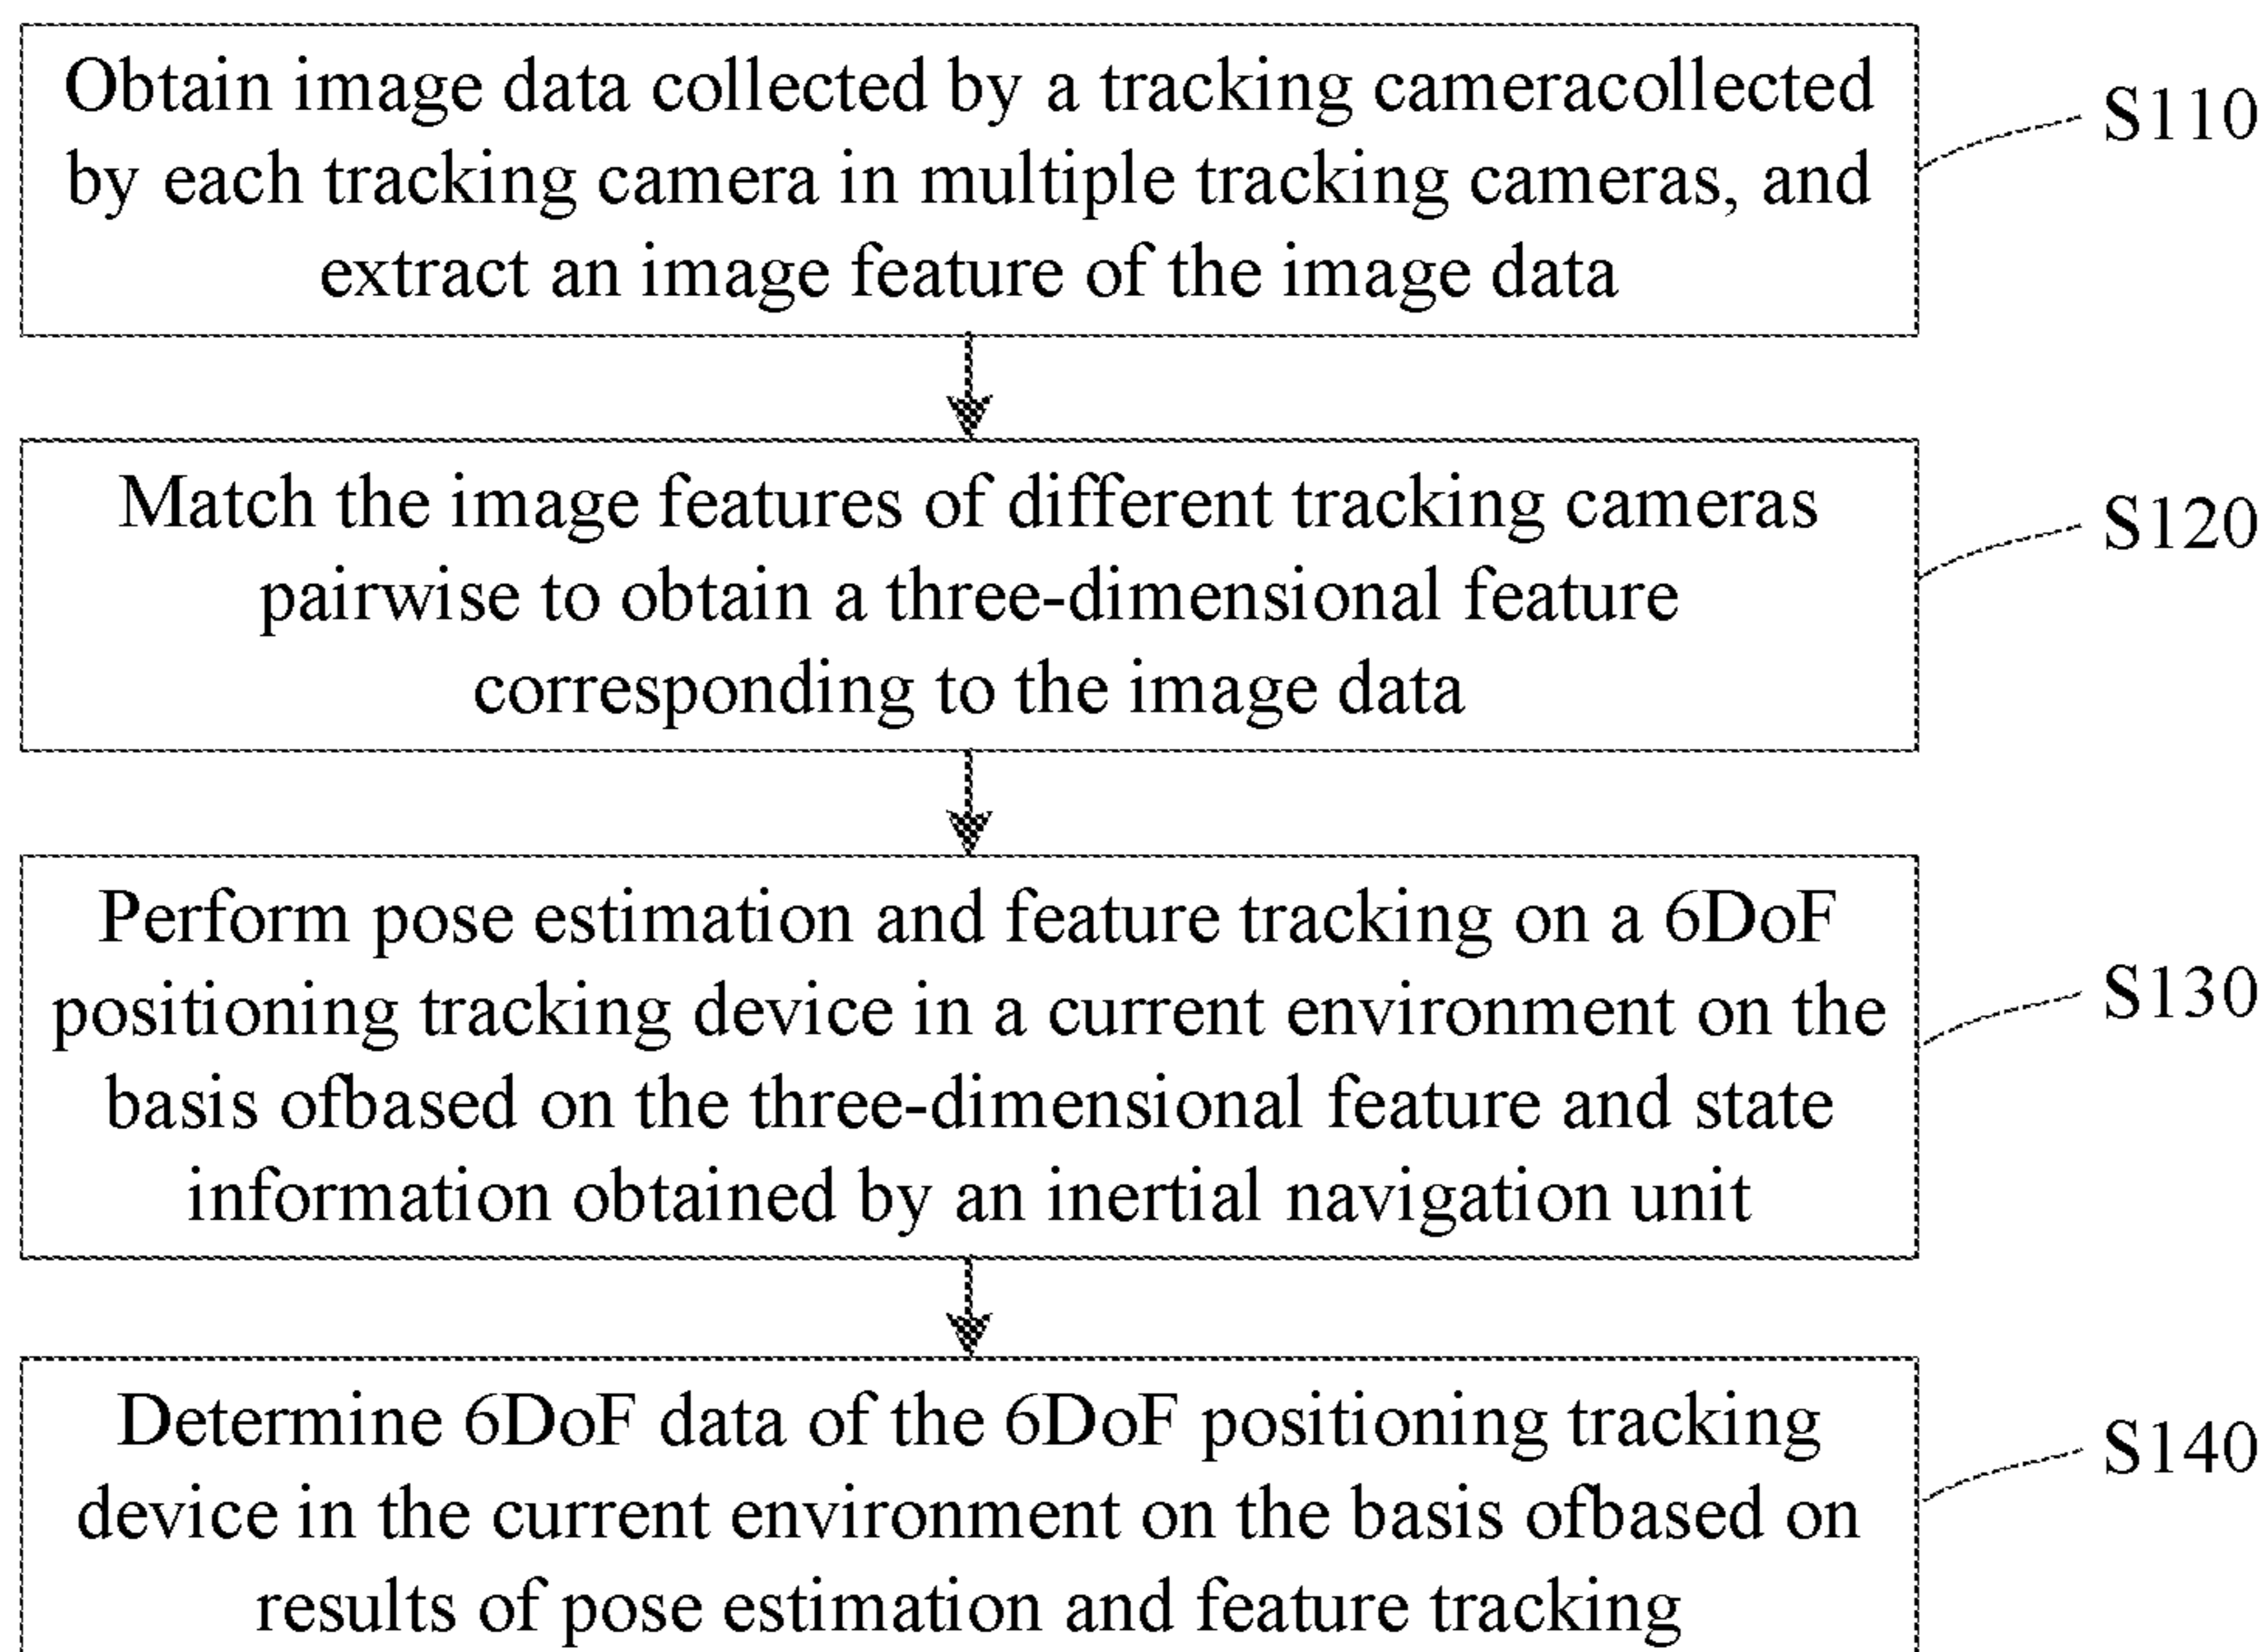 Obtain image data collected by a tracking cameracollected
by each tracking camera in multiple tracking cameras, and
extract an image feature of the image data
S110
Match the image features of different tracking cameras
pairwise to obtain a three-dimensional feature
corresponding to the image data
S120
Perform pose estimation and feature tracking on a 6DoF
positioning tracking device in a current environment on the
basis ofbased on the three-dimensional feature and state
information obtained by an inertial navigation unit
S130
Determine 6DoF data of the 6DoF positioning tracking
device in the current environment on the basis ofbased on
results of pose estimation and feature tracking
S140